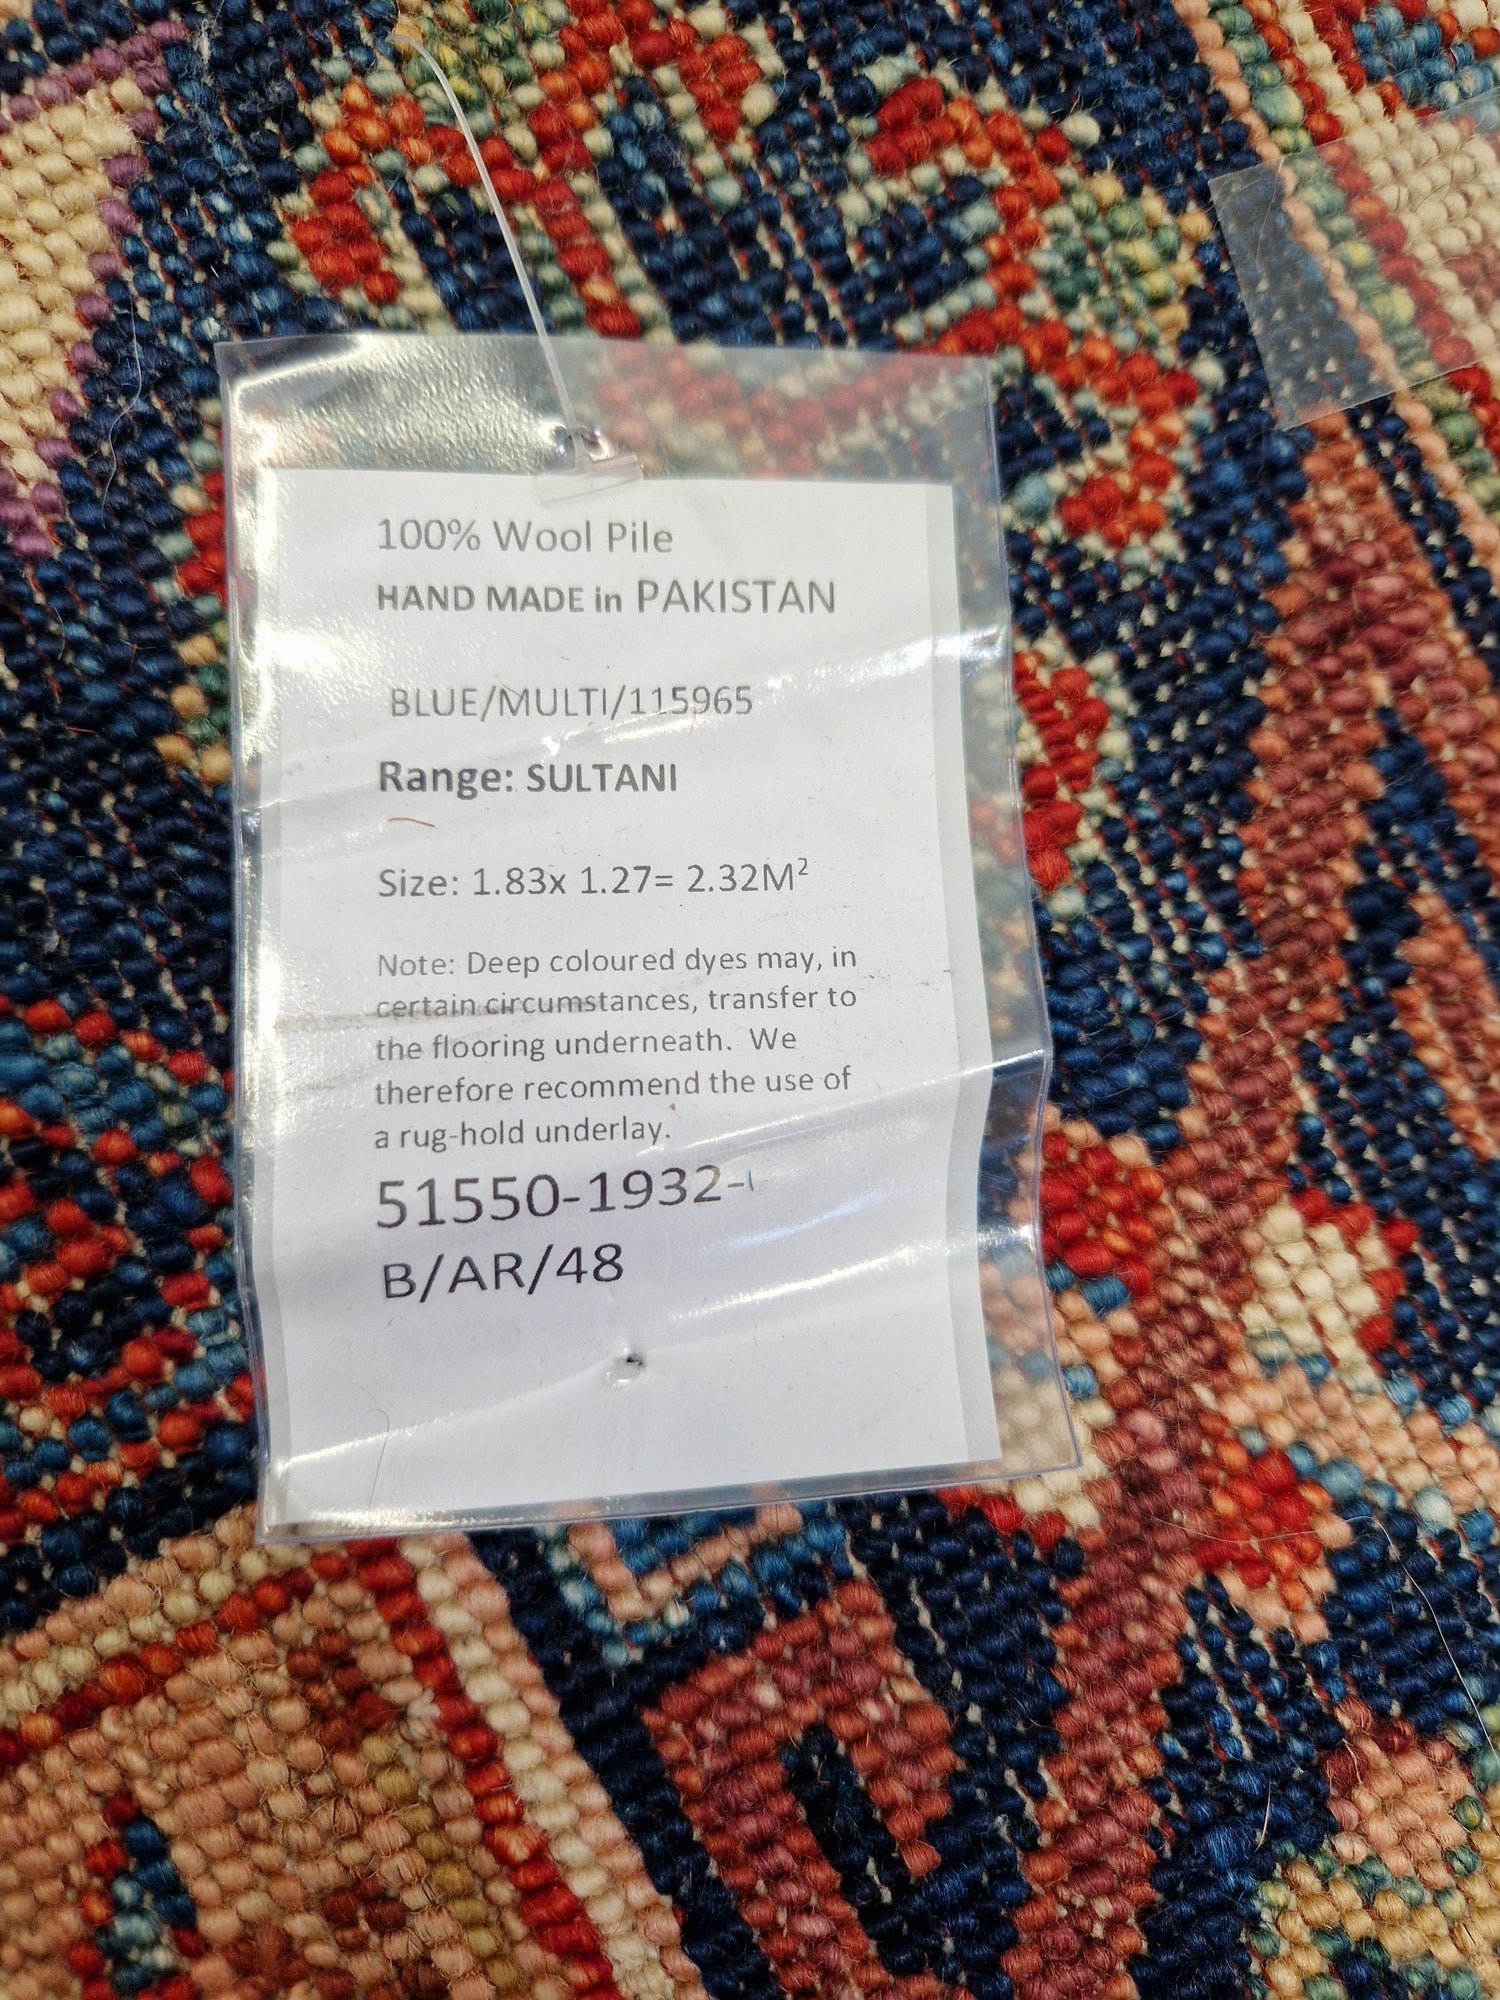 100% Wool Pile
HAND MADE in PAKISTAN
BLUE/MULTI/115965
Range: SULTANI
Size: 1.83x 1.27= 2.32M²
Note: Deep coloured dyes may, in
certain circumstances, transfer to
the flooring underneath. We
therefore recommend the use of
a rug-hold underlay.
51550-1932-
B/AR/48